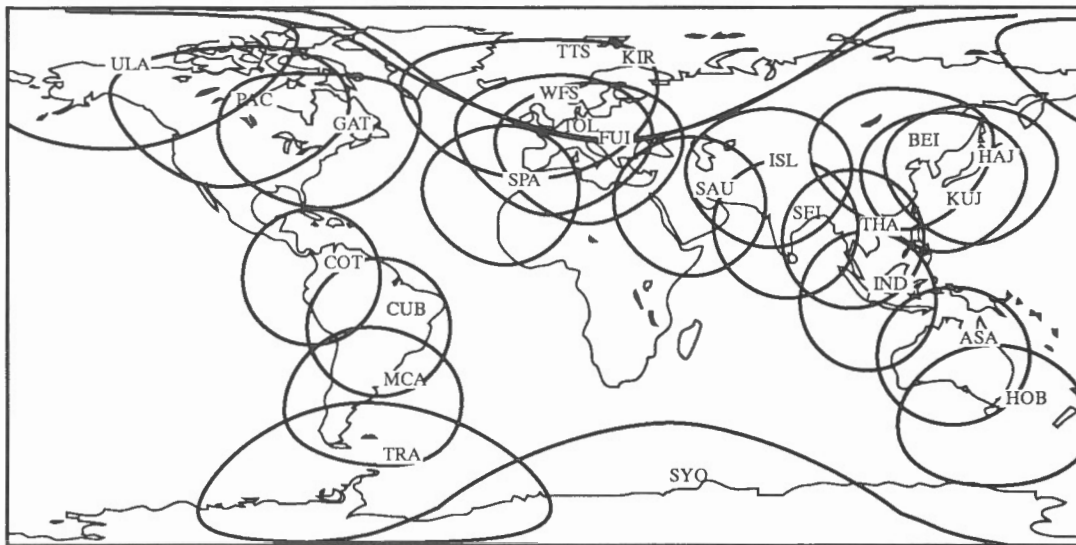 TTS
KIR
ULA
WFS
PAC
GAT
TOL
FUJ
BEI
HAJ
ISL
SPA
SAU
KUJ
SEI
THA
COT
IND
CUB
ASA
MCA
HOB
TRA
SYO